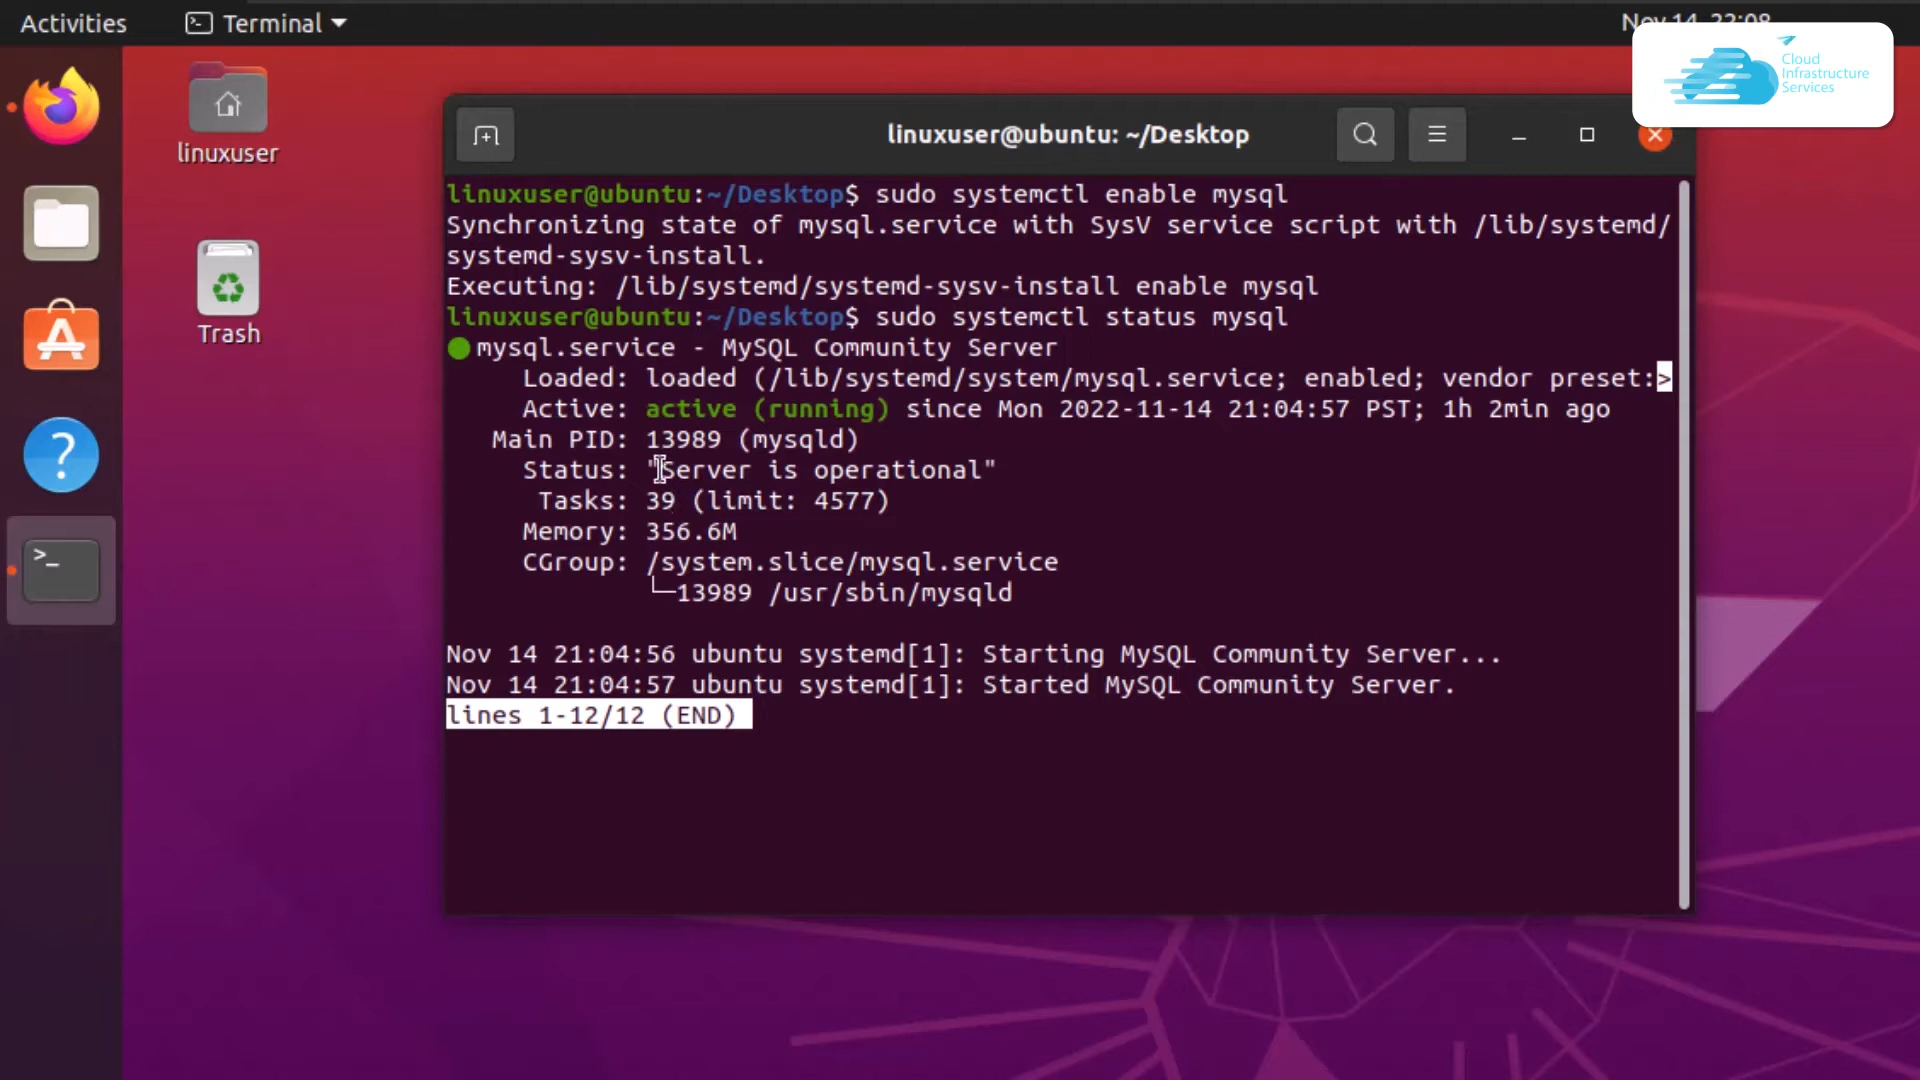 Activities
Terminal
Nov 14 22:08
Cloud
Infrastructure
Services
linuxuser
Trash
linuxuser@ubuntu: ~/Desktop
linuxuser@ubuntu:~/Desktop$ sudo systemctl enable mysql
Synchronizing state of mysql.service with SysV service script with /lib/systemd/
systemd-sysv-install.
Executing: /lib/systemd/systemd-sysv-install enable mysql
linuxuser@ubuntu:~/Desktop$ sudo systemctl status mysql
● mysql.service - MySQL Community Server
Loaded: loaded (/lib/systemd/system/mysql.service; enabled; vendor preset:>
Active: active (running) since Mon 2022-11-14 21:04:57 PST; 1h 2min ago
Main PID: 13989 (mysqld)
Status: "Server is operational"
Tasks: 39 (limit: 4577)
Memory: 356.6M
CGroup: /system.slice/mysql.service
└─13989 /usr/sbin/mysqld
Nov 14 21:04:56 ubuntu systemd[1]: Starting MySQL Community Server...
Nov 14 21:04:57 ubuntu systemd[1]: Started MySQL Community Server.
lines 1-12/12 (END)